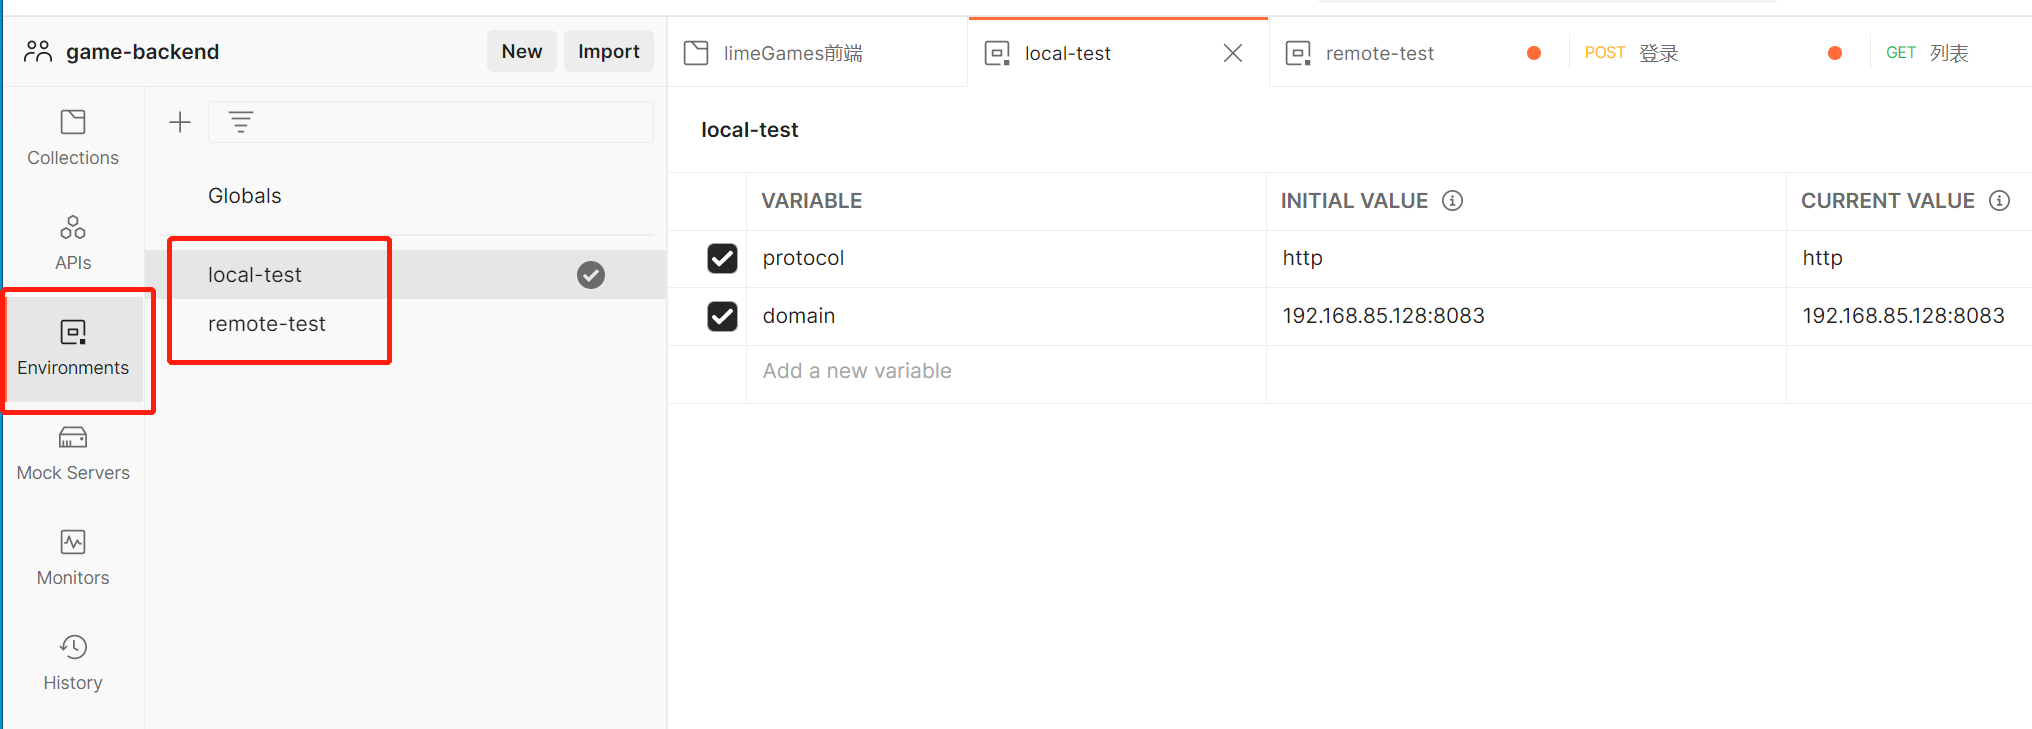 game-backend
New
Import
limeGames前端
local-test
remote-test
POST 登录
GET 列表
Collections
APIs
Environments
Mock Servers
Monitors
History
Globals
local-test
remote-test
local-test
VARIABLE
INITIAL VALUE
CURRENT VALUE
protocol
http
http
domain
192.168.85.128:8083
192.168.85.128:8083
Add a new variable